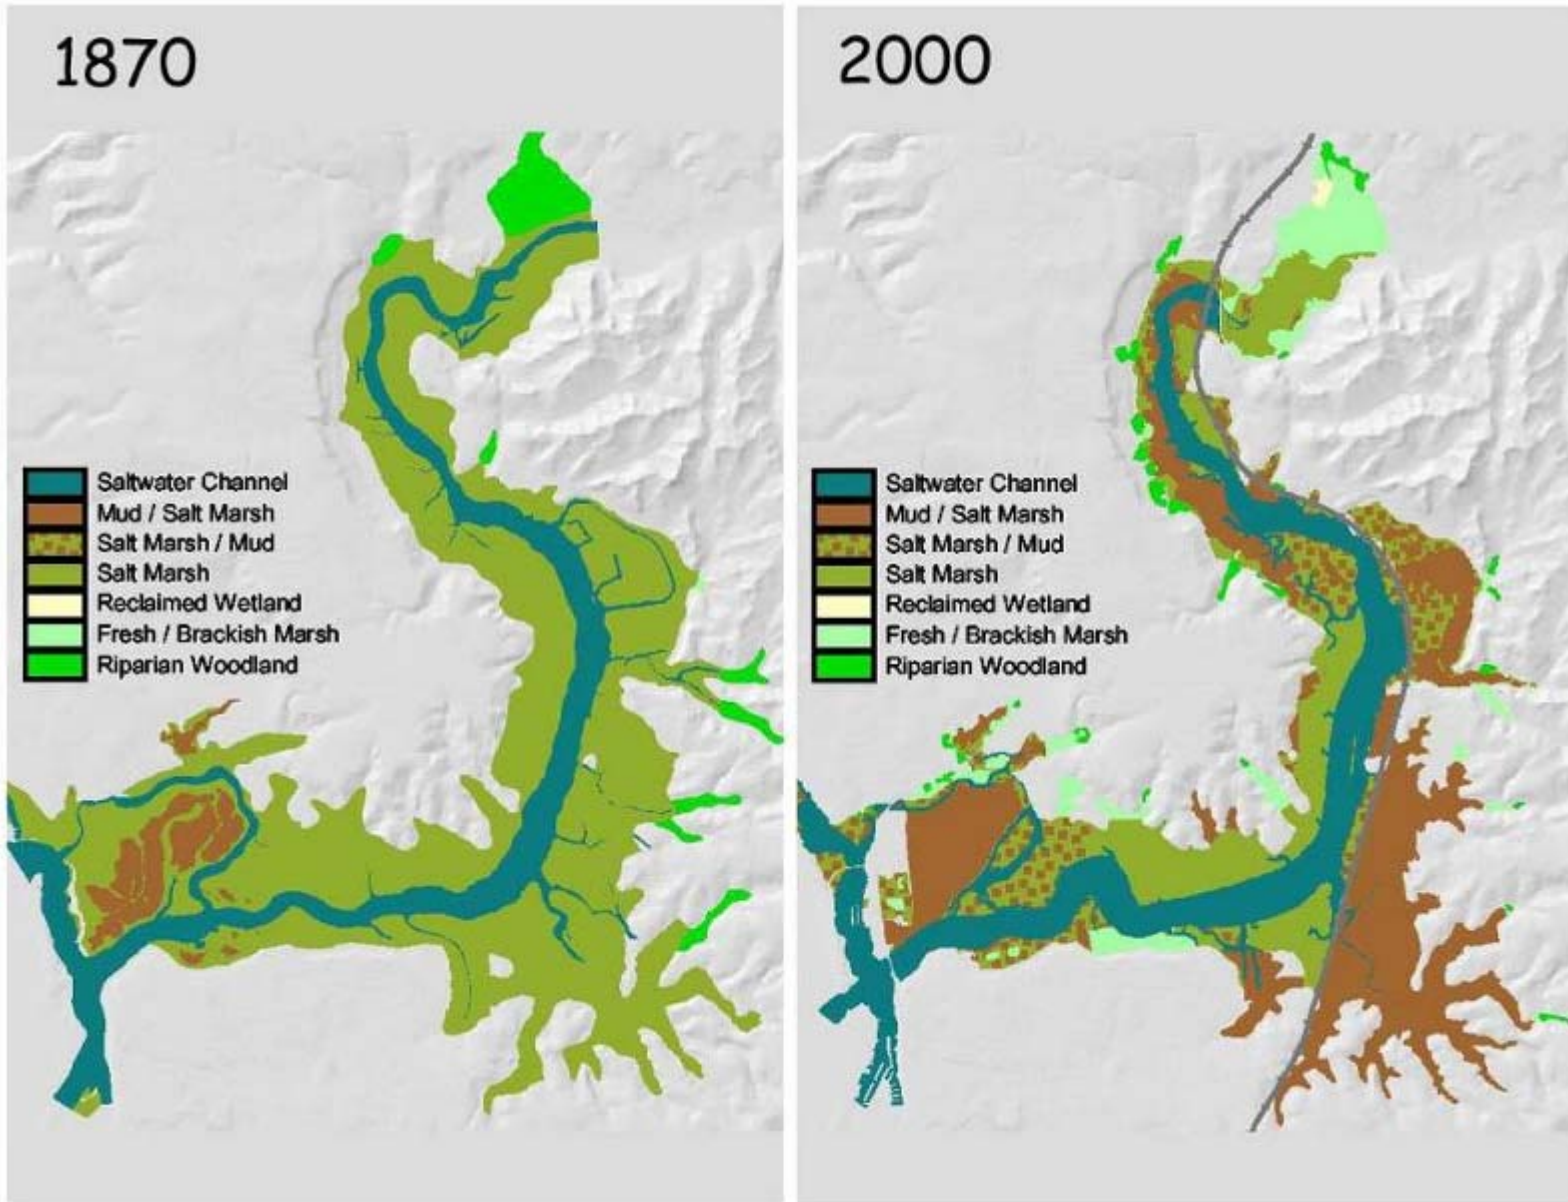 1870
Saltwater Channel
Mud / Salt Marsh
Salt Marsh / Mud
Salt Marsh
Reclaimed Wetland
Fresh / Brackish Marsh
Riparian Woodland
2000
Saltwater Channel
Mud / Salt Marsh
Salt Marsh / Mud
Salt Marsh
Reclaimed Wetland
Fresh / Brackish Marsh
Riparian Woodland